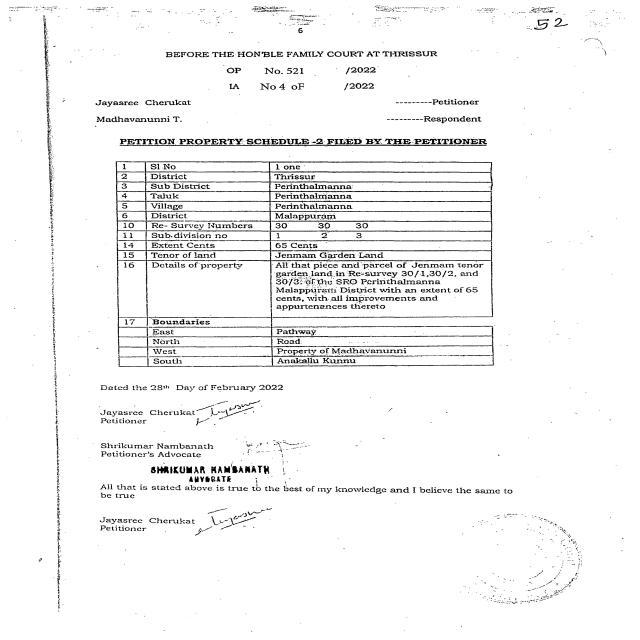 6
52
BEFORE THE HON'BLE FAMILY COURT AT THRISSUR
OP No. 521 /2022
IA No 4 oF /2022
Jayasree Cherukat ---------Petitioner
Madhavanunni T. ---------Respondent
PETITION PROPERTY SCHEDULE -2 FILED BY THE PETITIONER
1 Sl No 1 one
2 District Thrissur
3 Sub District Perinthalmanna
4 Taluk Perinthalmanna
5 Village Perinthalmanna
6 District Malappuram
10 Re- Survey Numbers 30 30 30
11 Sub-division no 1 2 3
14 Extent Cents 65 Cents
15 Tenor of land Jenmam Garden Land
16 Details of property All that piece and parcel of Jenmam tenor
garden land in Re-survey 30/1,30/2, and
30/3 of the SRO Perinthalmanna
Malappuram District with an extent of 65
cents, with all improvements and
appurtenances thereto
17 Boundaries
East Pathway
North Road
West Property of Madhavanunni
South Anakallu Kunnu
Dated the 28th Day of February 2022
Jayasree Cherukat
Petitioner
Shrikumar Nambanath
Petitioner's Advocate
SHRIKUMAR NAMBANATH
ADVOCATE
All that is stated above is true to the best of my knowledge and I believe the same to
be true
Jayasree Cherukat
Petitioner